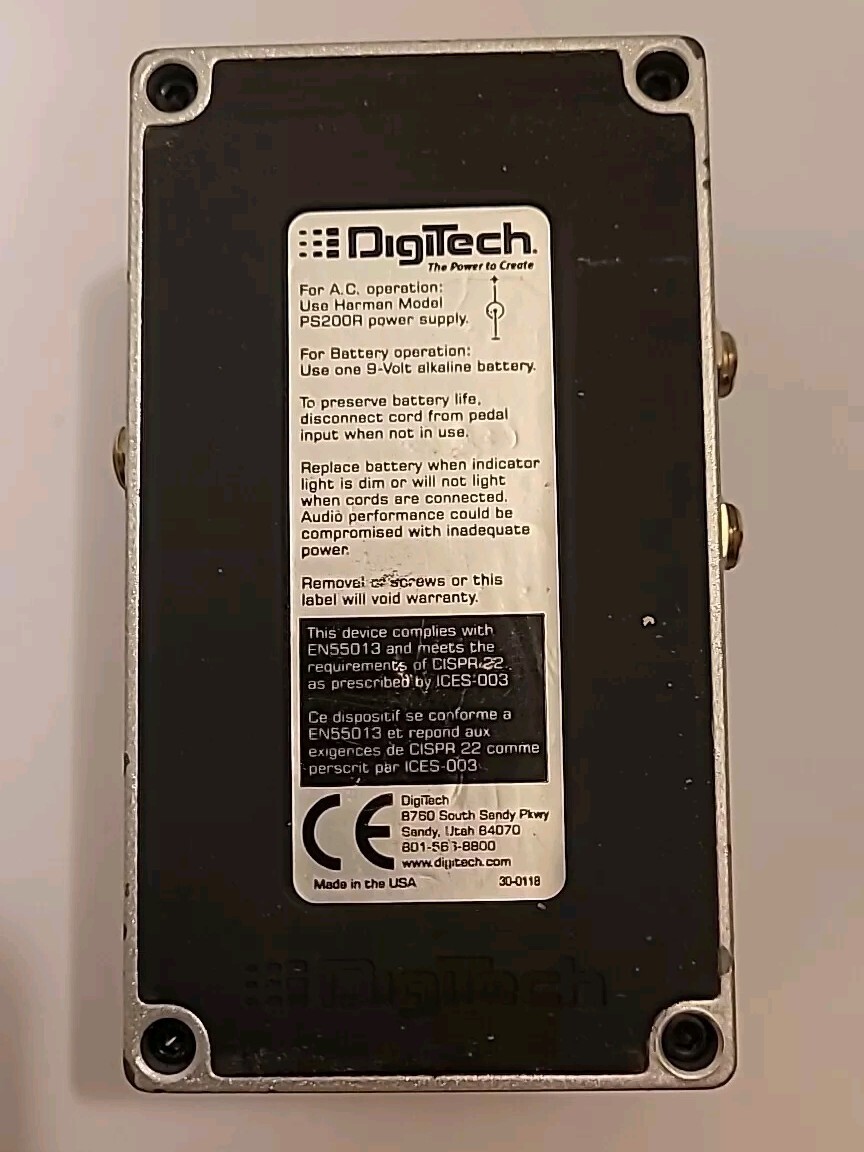 DigiTech.
The Power to Create
For A.C. operation:
Use Harman Model
PS200R power supply.
For Battery operation:
Use one 9-Volt alkaline battery.
To preserve battery life,
disconnect cord from pedal
input when not in use.
Replace battery when indicator
light is dim or will not light
when cords are connected.
Audio performance could be
compromised with inadequate
power.
Removal of screws or this
label will void warranty.
This device complies with
EN55013 and meets the
requirements of CISPR 22
as prescribed by ICES-003
Ce dispositif se conforme a
EN55013 et repond aux
exigences de CISPR 22 comme
perscrit par ICES-003
CE
DigiTech
8760 South Sandy Pkwy
Sandy, Utah 84070
www.digitech.com
Made in the USA
30-0118
DigiTech